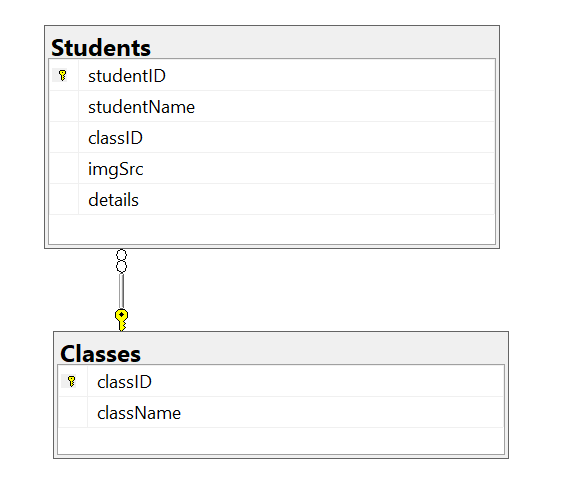 Students
studentID
studentName
classID
imgSrc
details
Classes
classID
className